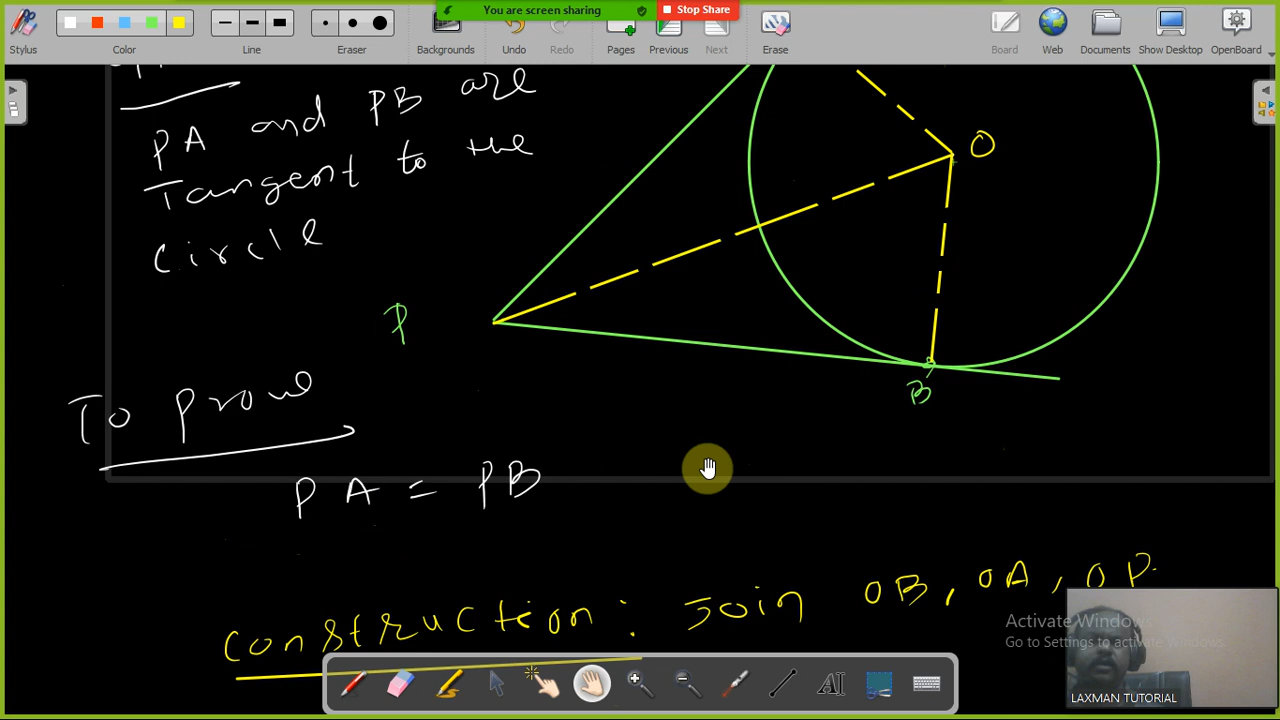 You are screen sharing
Stop Share
Stylus
Color
Line
Eraser
Backgrounds
Undo
Redo
Pages
Previous
Next
Erase
Board
Web
Documents
Show Desktop
OpenBoard
PA and PB are
Tangent to the
Circle
O
P
B
To prove
PA = PB
Construction: Join OB, OA, OP
Activate Windows
Go to Settings to activate Windows.
AI
LAXMAN TUTORIAL